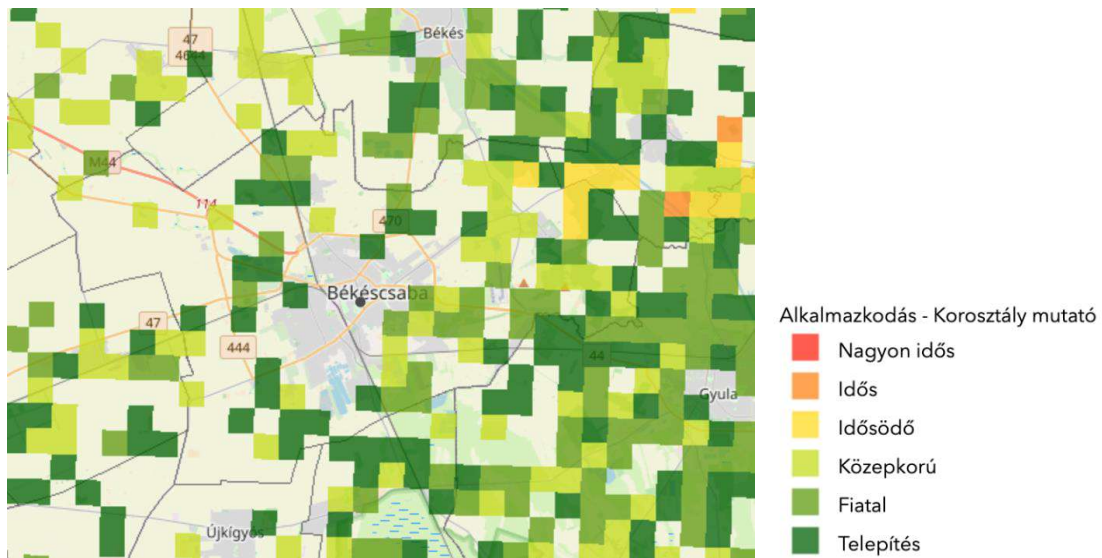 Békés
47
4644
M44
114
470
Békéscsaba
47
444
44
Gyula
Újkígyós
Alkalmazkodás - Korosztály mutató
Nagyon idős
Idős
Idősödő
Közepkorú
Fiatal
Telepítés